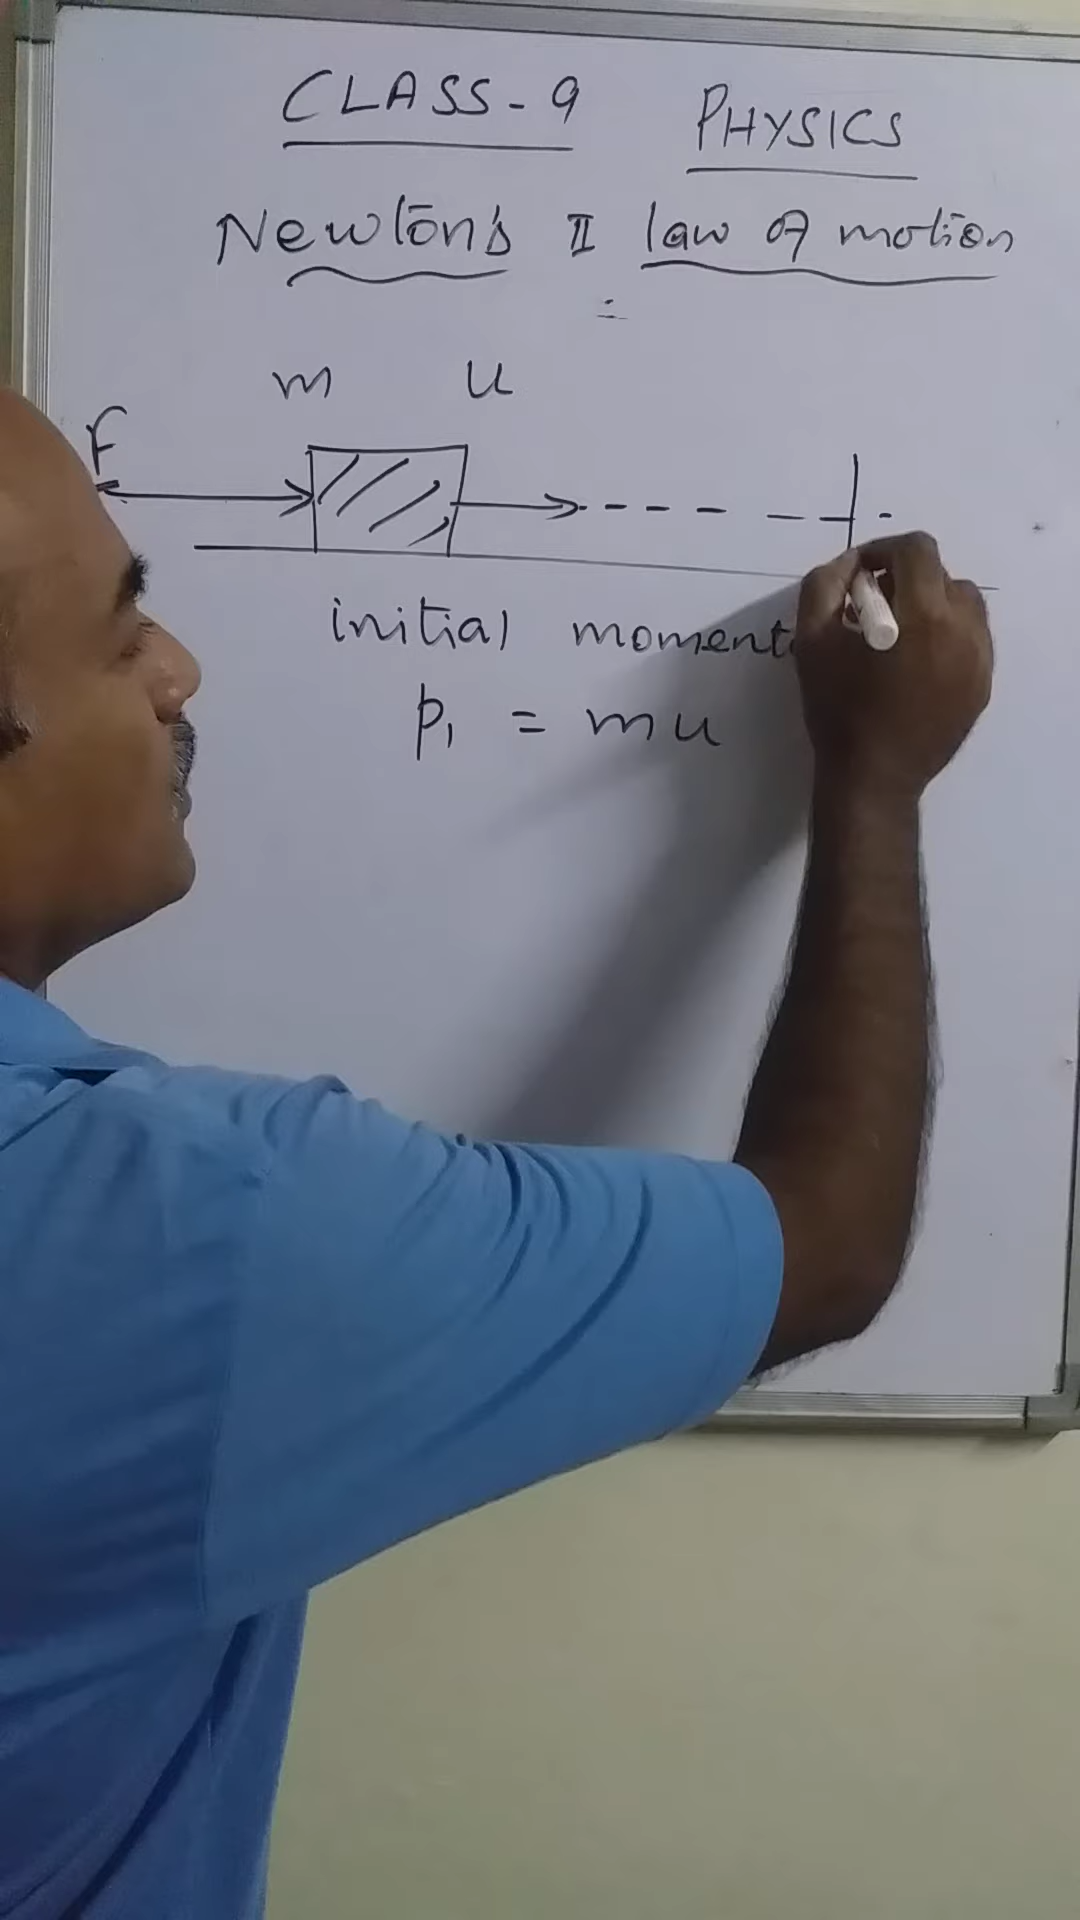 CLASS-9 PHYSICS
Newton's II law of motion
m u
F
initial
p₁ = mu